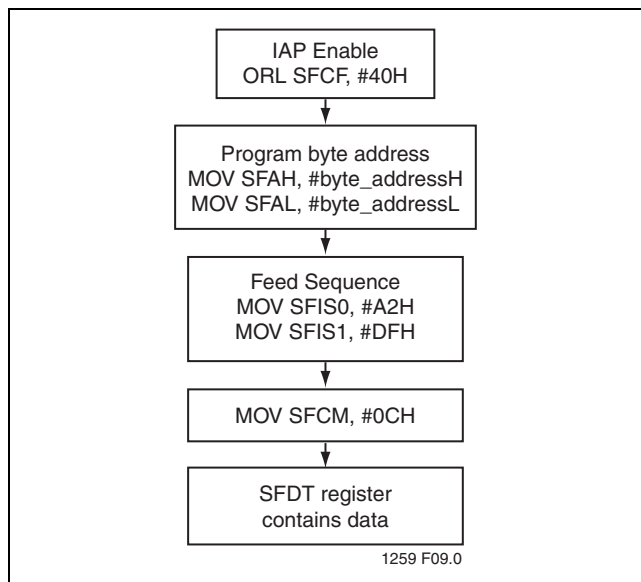 IAP Enable
ORL SFCF, #40H
Program byte address
MOV SFAH, #byte_addressH
MOV SFAL, #byte_addressL
Feed Sequence
MOV SFIS0, #A2H
MOV SFIS1, #DFH
MOV SFCM, #0CH
SFDT register
contains data
1259 F09.0